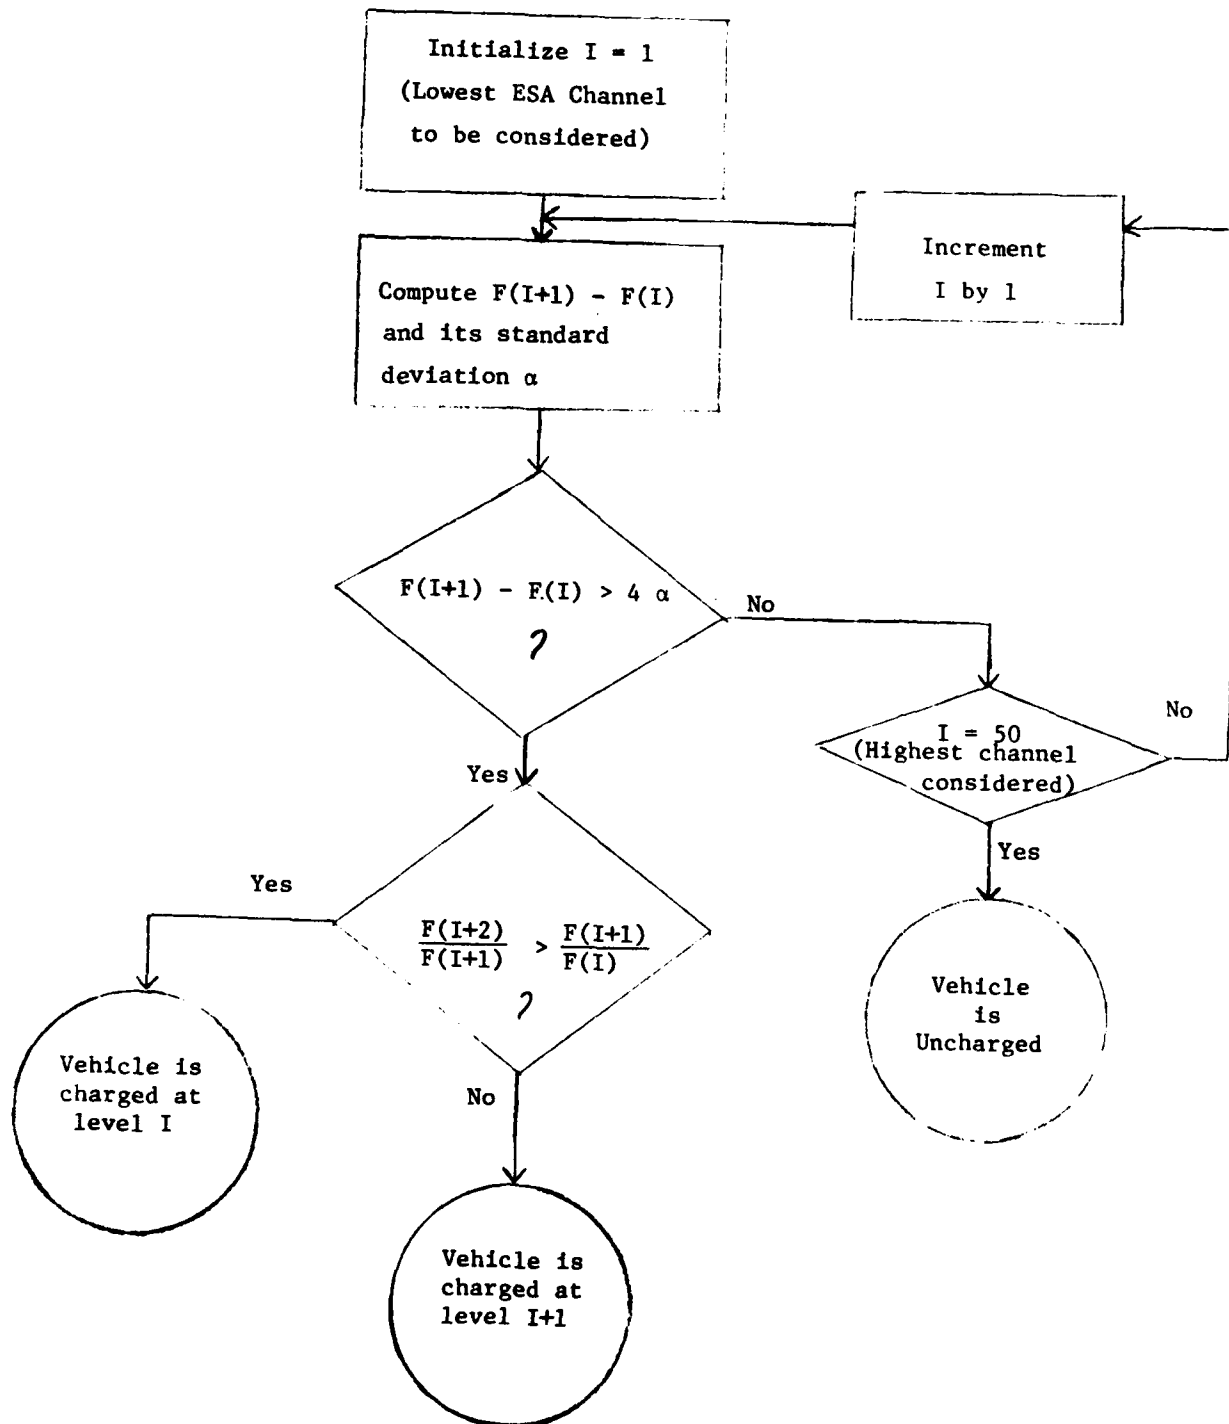 Initialize I = 1
(Lowest ESA Channel
to be considered)
Increment
I by 1
Compute F(I+1) - F(I)
and its standard
deviation α
F(I+1) - F(I) > 4 α
?
No
I = 50
(Highest channel
considered)
No
Yes
Yes
Vehicle
is
Uncharged
Yes
F(I+2) / F(I+1) > F(I+1) / F(I)
?
Vehicle is
charged at
level I
No
Vehicle is
charged at
level I+1